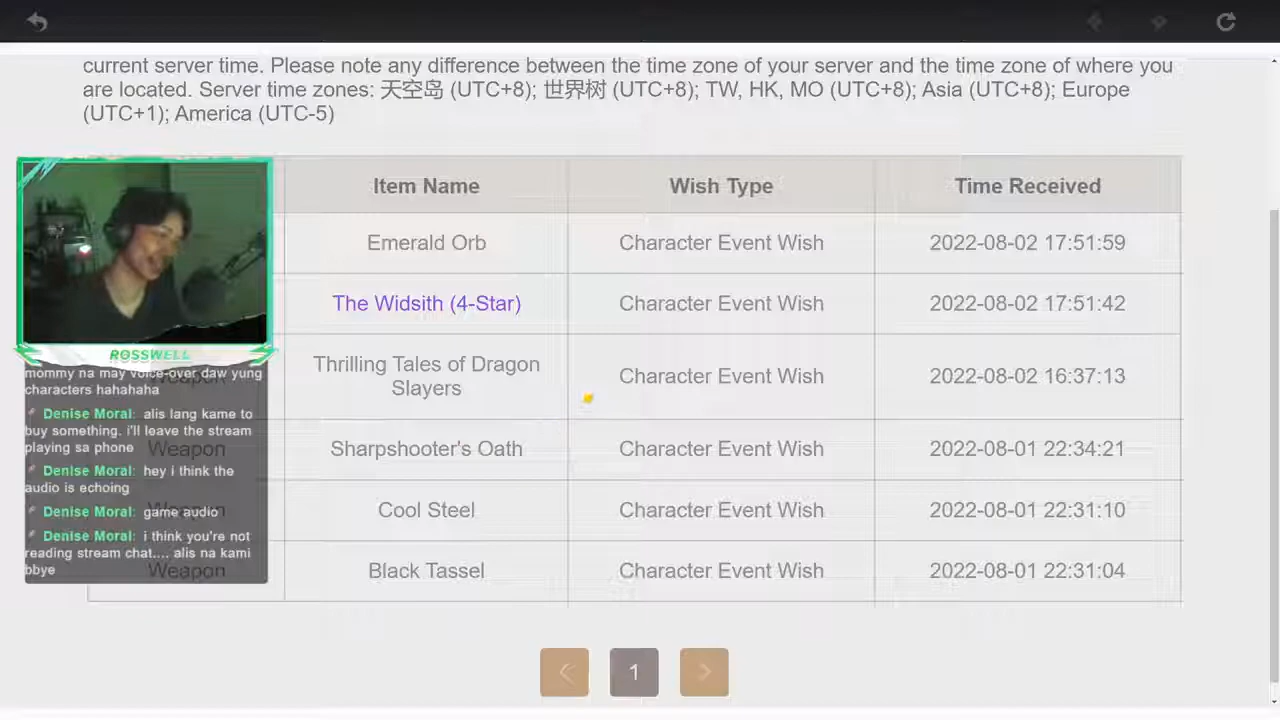 current server time. Please note any difference between the time zone of your server and the time zone of where you
are located. Server time zones: 天空岛 (UTC+8); 世界树 (UTC+8); TW, HK, MO (UTC+8); Asia (UTC+8); Europe
(UTC+1); America (UTC-5)
Item Name Wish Type Time Received
Emerald Orb Character Event Wish 2022-08-02 17:51:59
The Widsith (4-Star) Character Event Wish 2022-08-02 17:51:42
Weapon Thrilling Tales of Dragon Slayers Character Event Wish 2022-08-02 16:37:13
Weapon Sharpshooter's Oath Character Event Wish 2022-08-01 22:34:21
Weapon Cool Steel Character Event Wish 2022-08-01 22:31:10
Weapon Black Tassel Character Event Wish 2022-08-01 22:31:04
ROSSWELL
mommy na may voice-over daw yung
characters hahahaha
Denise Moral: alis lang kame to
buy something. i'll leave the stream
playing sa phone
Denise Moral: hey i think the
audio is echoing
Denise Moral: game audio
Denise Moral: i think you're not
reading stream chat.... alis na kami
bbye
1